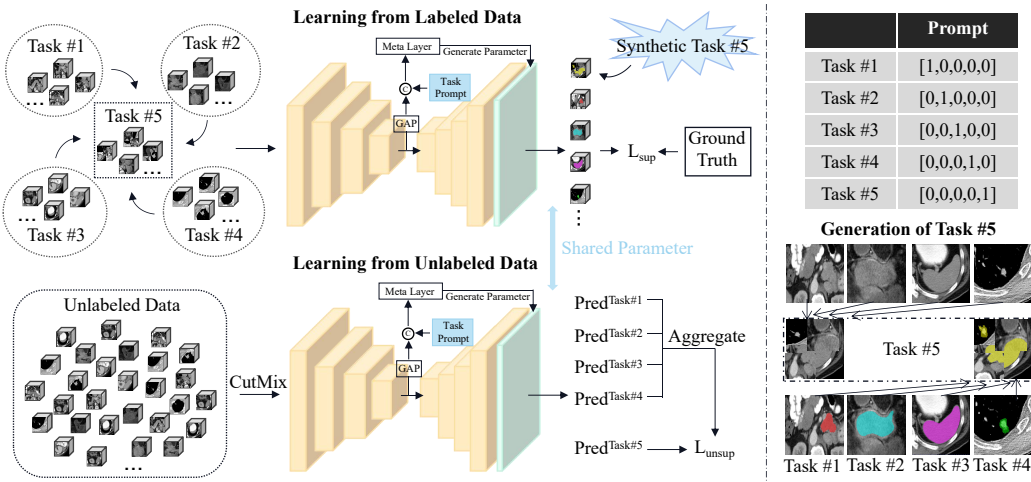 Learning from Labeled Data
Task #1
Task #2
Task #5
Task #3
Task #4
...
...
...
...
...
Meta Layer
Generate Parameter
C
Task
Prompt
GAP
Synthetic Task #5
L_sup
Ground
Truth
Shared Parameter
Learning from Unlabeled Data
Unlabeled Data
...
CutMix
Meta Layer
Generate Parameter
C
Task
Prompt
GAP
Pred^Task#1
Pred^Task#2
Pred^Task#3
Pred^Task#4
Aggregate
Pred^Task#5
L_unsup
Prompt
Task #1 [1,0,0,0,0]
Task #2 [0,1,0,0,0]
Task #3 [0,0,1,0,0]
Task #4 [0,0,0,1,0]
Task #5 [0,0,0,0,1]
Generation of Task #5
Task #5
Task #1 Task #2 Task #3 Task #4